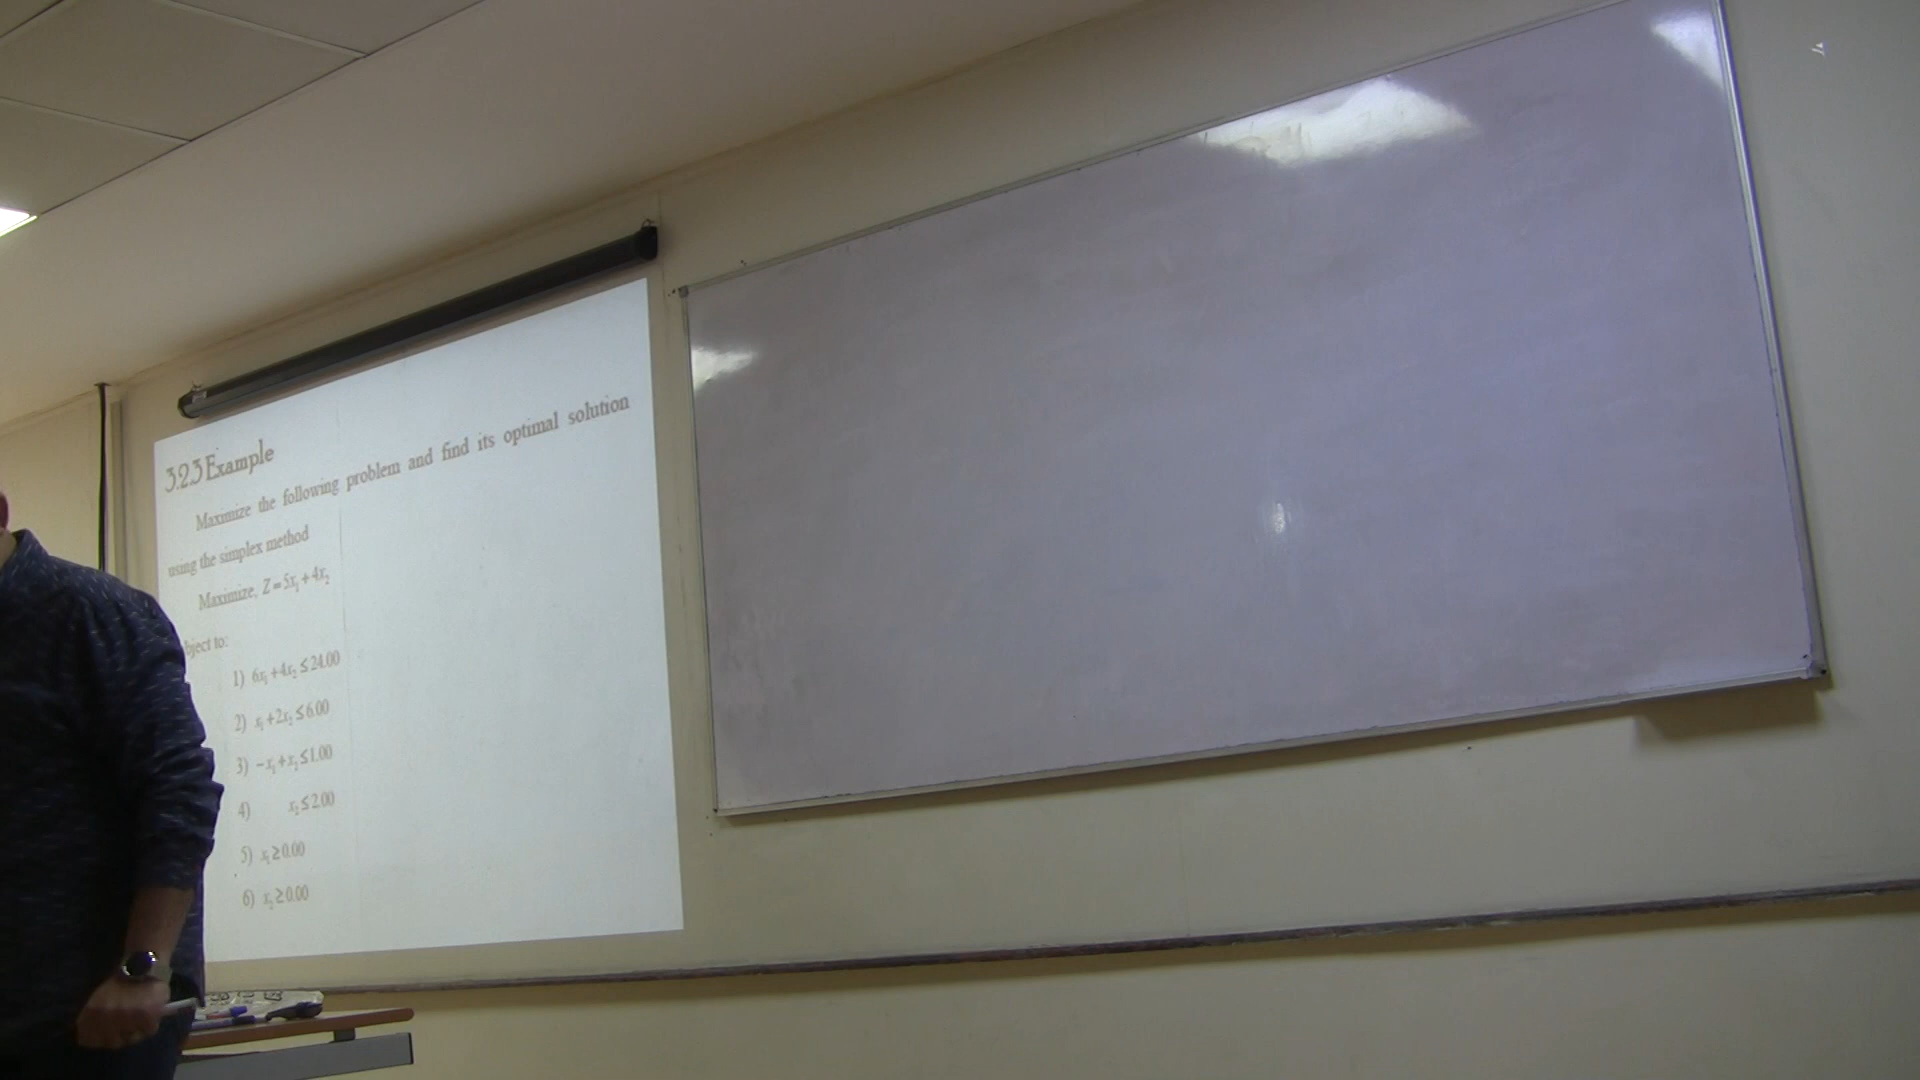 3.2.3 Example
Maximize the following problem and find its optimal solution
using the simplex method
Maximize, Z = 5x₁ + 4x₂
bject to:
1) 6x₁ + 4x₂ ≤ 24.00
2) x₁ + 2x₂ ≤ 6.00
3) -x₁ + x₂ ≤ 1.00
4) x₂ ≤ 2.00
5) x₁ ≥ 0.00
6) x₂ ≥ 0.00